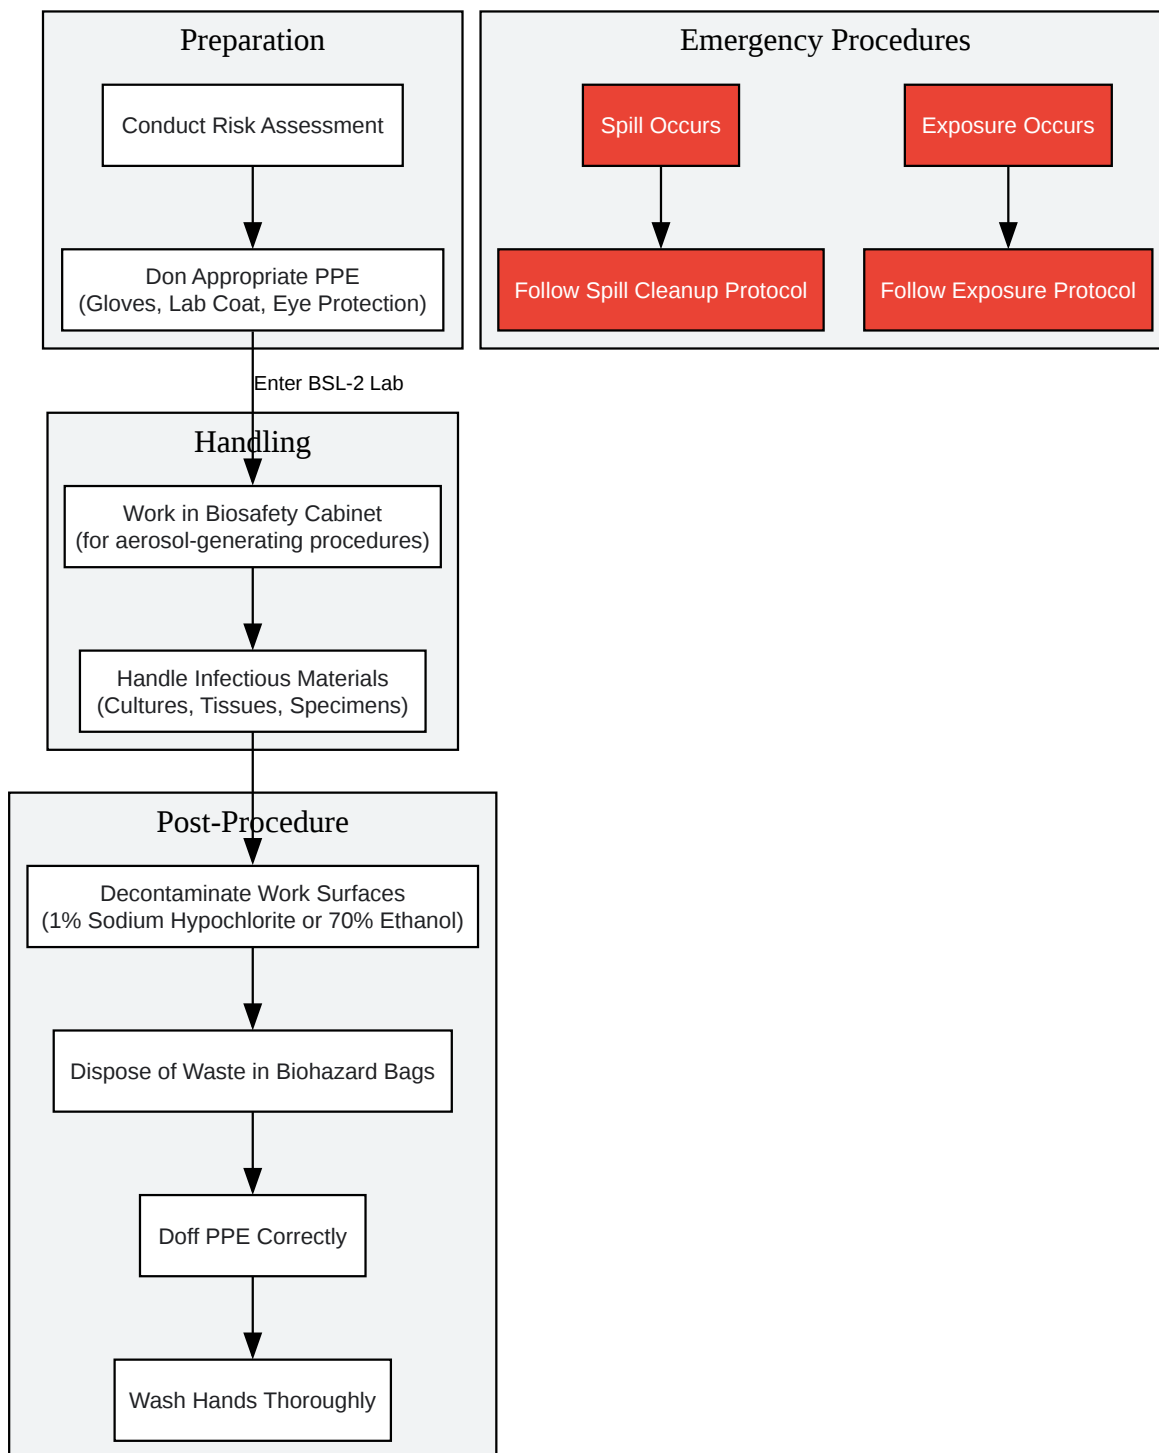 Preparation
Conduct Risk Assessment
Don Appropriate PPE
(Gloves, Lab Coat, Eye Protection)
Emergency Procedures
Spill Occurs
Exposure Occurs
Follow Spill Cleanup Protocol
Follow Exposure Protocol
Enter BSL-2 Lab
Handling
Work in Biosafety Cabinet
(for aerosol-generating procedures)
Handle Infectious Materials
(Cultures, Tissues, Specimens)
Post-Procedure
Decontaminate Work Surfaces
(1% Sodium Hypochlorite or 70% Ethanol)
Dispose of Waste in Biohazard Bags
Doff PPE Correctly
Wash Hands Thoroughly